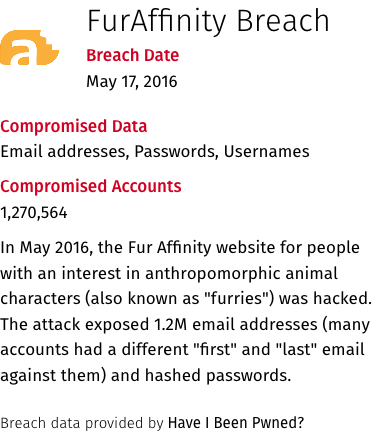 FurAffinity Breach
a
Breach Date
May 17, 2016
Compromised Data
Email addresses, Passwords, Usernames
Compromised Accounts
1,270,564
In May 2016, the Fur Affinity website for people
with an interest in anthropomorphic animal
characters (also known as "furries") was hacked.
The attack exposed 1.2M email addresses (many
accounts had a different "first" and "last" email
against them) and hashed passwords.
Breach data provided by Have I Been Pwned?